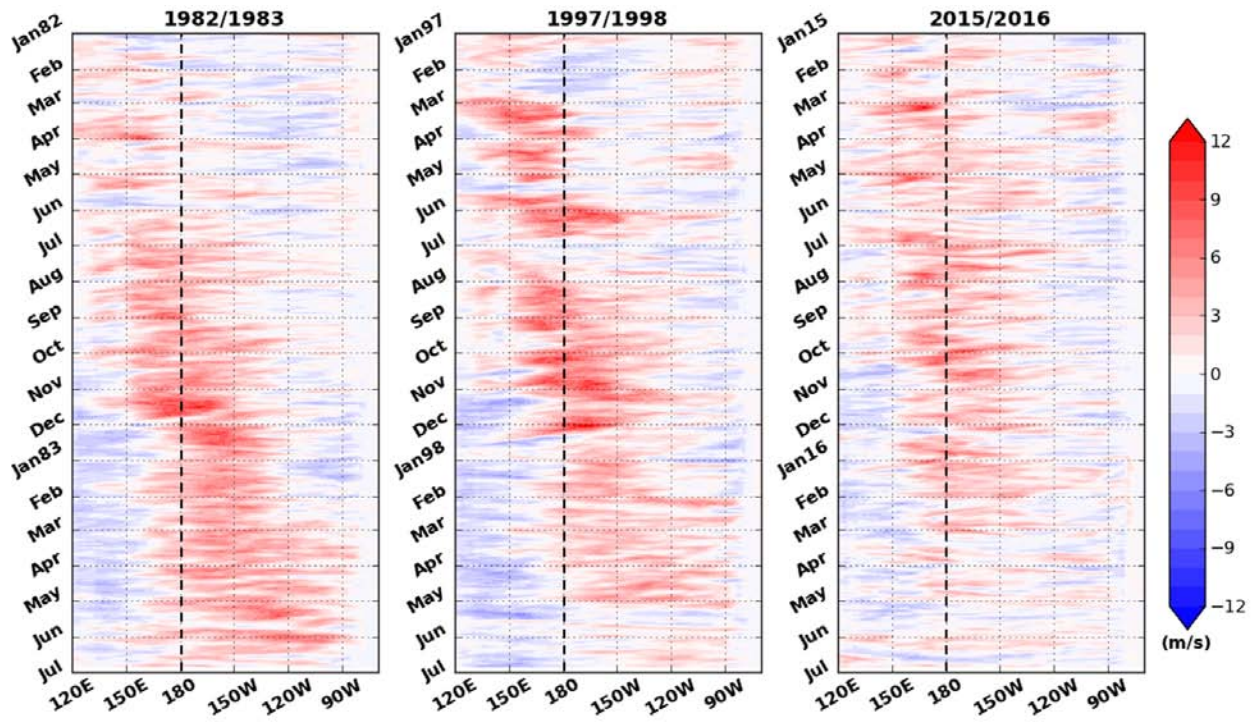 1982/1983
Jan82
Feb
Mar
Apr
May
Jun
Jul
Aug
Sep
Oct
Nov
Dec
Jan83
Feb
Mar
Apr
May
Jun
Jul
120E 150E 180 150W 120W 90W
1997/1998
Jan97
Feb
Mar
Apr
May
Jun
Jul
Aug
Sep
Oct
Nov
Dec
Jan98
Feb
Mar
Apr
May
Jun
Jul
120E 150E 180 150W 120W 90W
2015/2016
Jan15
Feb
Mar
Apr
May
Jun
Jul
Aug
Sep
Oct
Nov
Dec
Jan16
Feb
Mar
Apr
May
Jun
Jul
120E 150E 180 150W 120W 90W
12
9
6
3
0
−3
−6
−9
−12
(m/s)